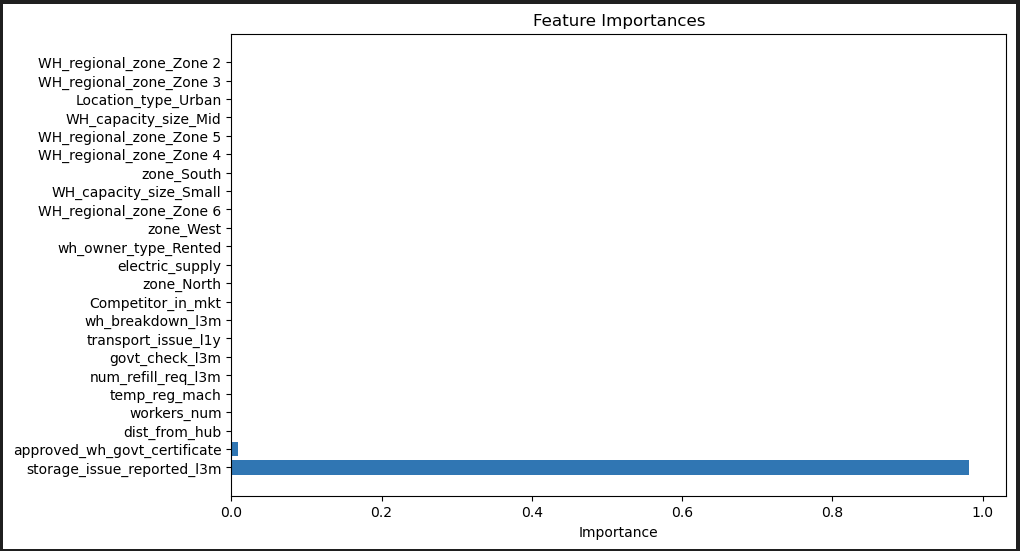 Feature Importances
WH_regional_zone_Zone 2
WH_regional_zone_Zone 3
Location_type_Urban
WH_capacity_size_Mid
WH_regional_zone_Zone 5
WH_regional_zone_Zone 4
zone_South
WH_capacity_size_Small
WH_regional_zone_Zone 6
zone_West
wh_owner_type_Rented
electric_supply
zone_North
Competitor_in_mkt
wh_breakdown_l3m
transport_issue_l1y
govt_check_l3m
num_refill_req_l3m
temp_reg_mach
workers_num
dist_from_hub
approved_wh_govt_certificate
storage_issue_reported_l3m
0.0 0.2 0.4 0.6 0.8 1.0
Importance